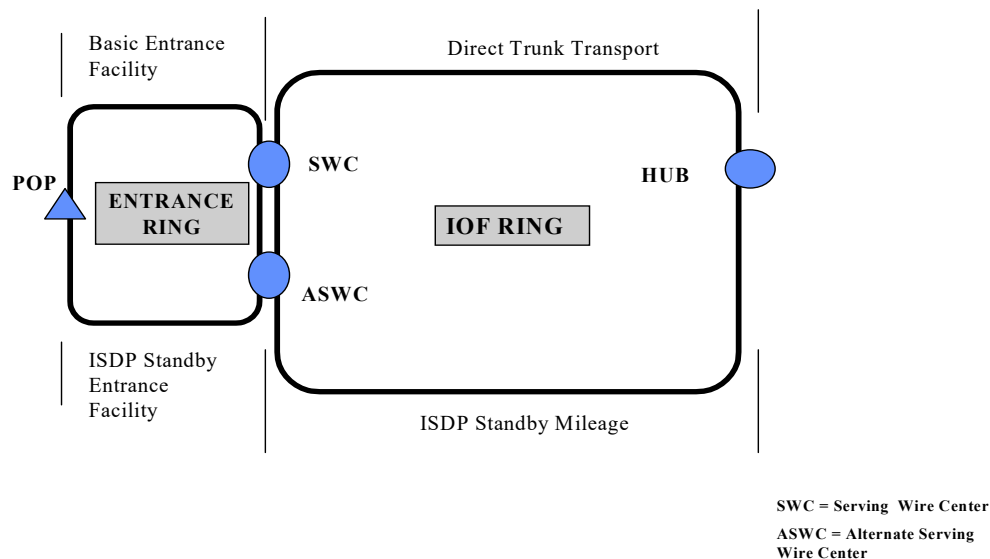 Basic Entrance
Facility
Direct Trunk Transport
POP
ENTRANCE
RING
SWC
HUB
IOF RING
ASWC
ISDP Standby
Entrance
Facility
ISDP Standby Mileage
SWC = Serving Wire Center
ASWC = Alternate Serving
Wire Center